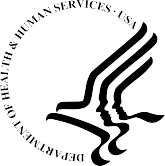 DEPARTMENT OF HEALTH & HUMAN SERVICES · USA